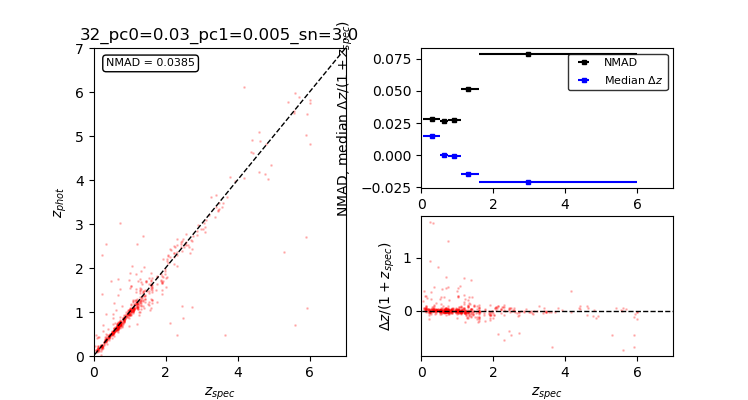 32_pc0=0.03_pc1=0.005_sn=3.0
NMAD = 0.0385
z_phot
7
6
5
4
3
2
1
0
0 2 4 6
z_spec
NMAD, median Δz/(1 + z_spec)
0.075
0.050
0.025
0.000
−0.025
NMAD
Median Δz
0 2 4 6
Δz/(1 + z_spec)
1
0
0 2 4 6
z_spec